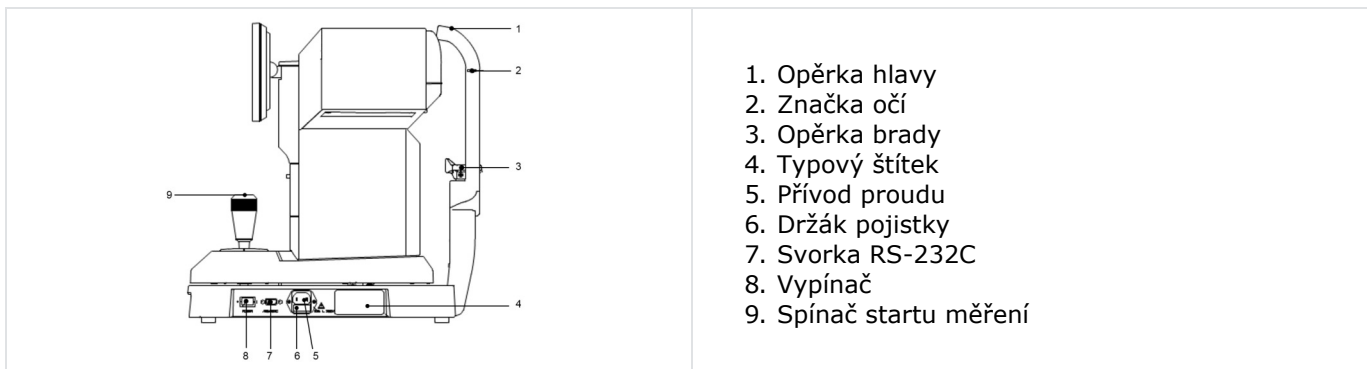 1
2
3
9
4
8 7 6 5
1. Opěrka hlavy
2. Značka očí
3. Opěrka brady
4. Typový štítek
5. Přívod proudu
6. Držák pojistky
7. Svorka RS-232C
8. Vypínač
9. Spínač startu měření